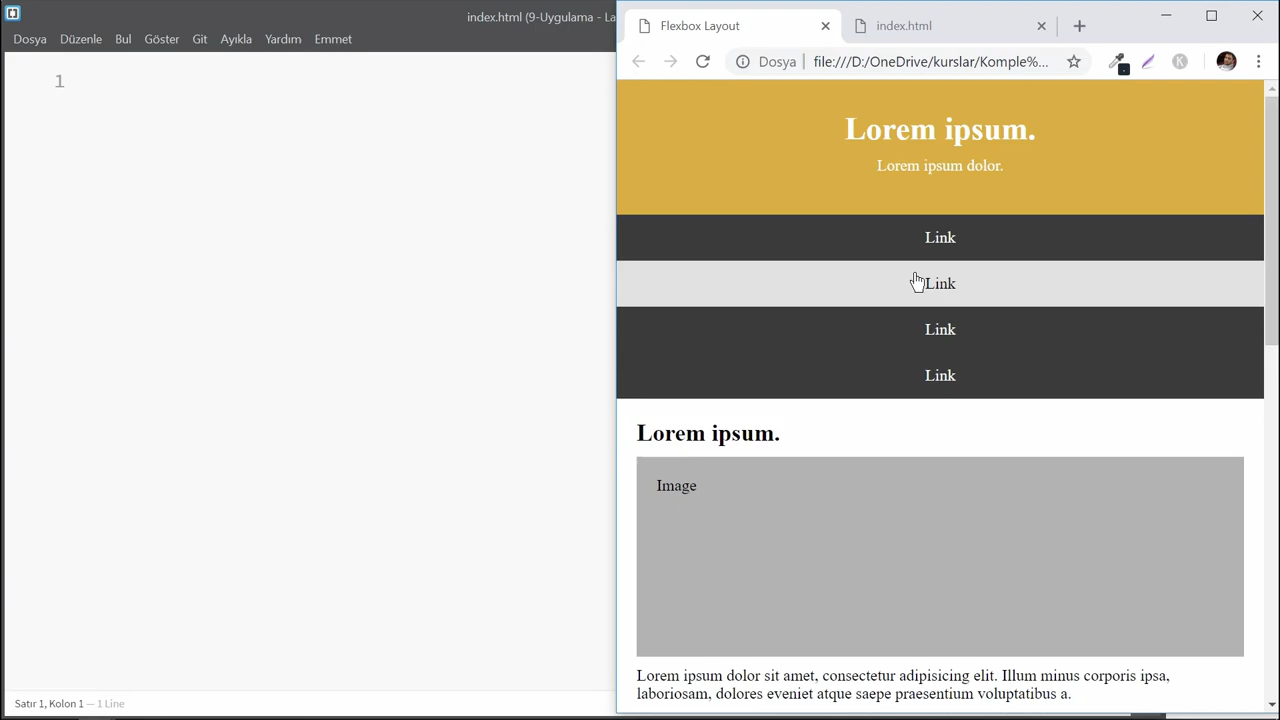 index.html (9-Uygulama - La
Dosya Düzenle Bul Göster Git Ayıkla Yardım Emmet
1
Satır 1, Kolon 1 — 1 Line
Flexbox Layout
index.html
Dosya
file:///D:/OneDrive/kurslar/Komple%...
K
Lorem ipsum.
Lorem ipsum dolor.
Link
Link
Link
Link
Lorem ipsum.
Image
Lorem ipsum dolor sit amet, consectetur adipisicing elit. Illum minus corporis ipsa,
laboriosam, dolores eveniet atque saepe praesentium voluptatibus a.